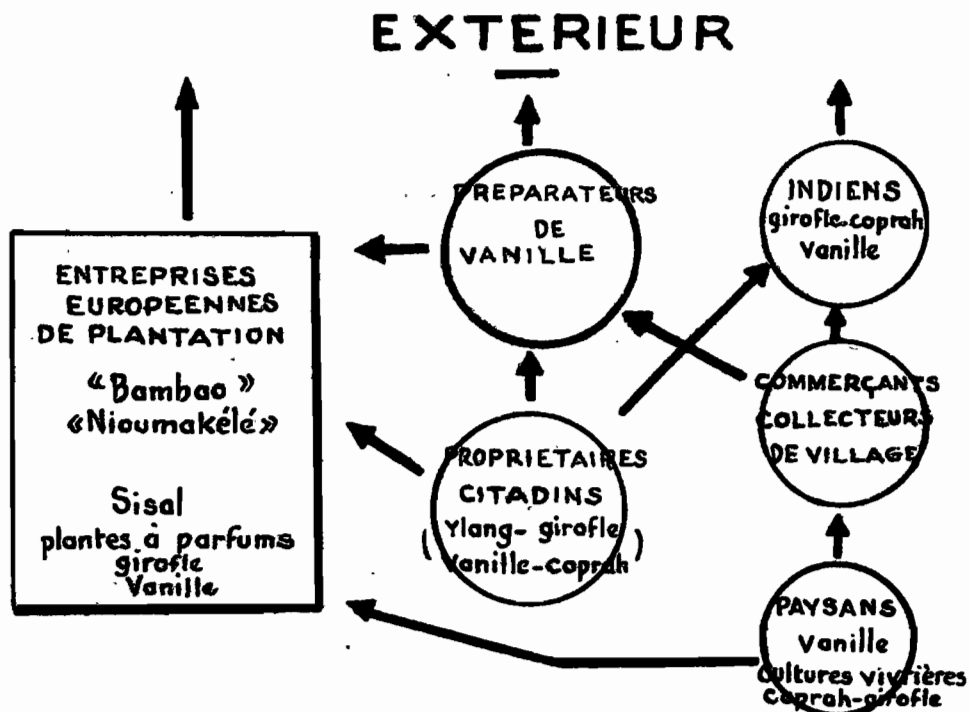 EXTERIEUR
PREPARATEURS
DE
VANILLE
INDIENS
girofle-coprah
Vanille
ENTREPRISES
EUROPEENNES
DE PLANTATION
«Bambao»
«Nioumakélé»
Sisal
plantes à parfums
girofle
Vanille
PROPRIETAIRES
CITADINS
(Ylang-girofle
Vanille-coprah)
COMMERÇANTS
COLLECTEURS
DE VILLAGE
PAYSANS
Vanille
Cultures vivrières
Coprah-girofle